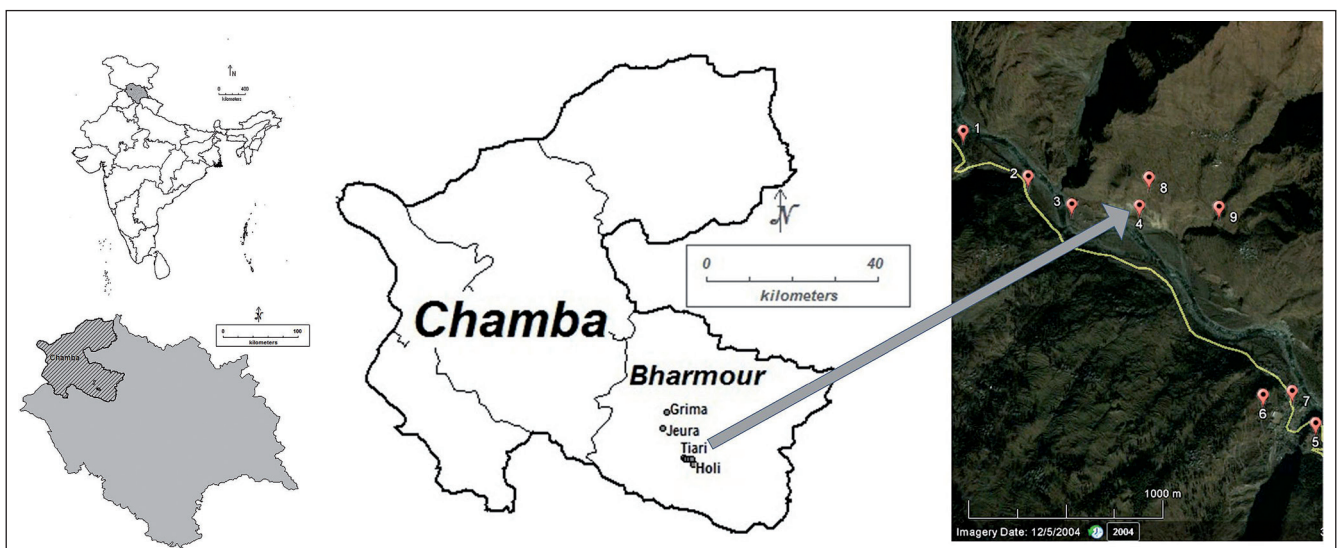 N
0 400
kilometers
N
0 100
kilometers
Chamba
N
0 40
kilometers
Chamba
Bharmour
Grima
Jeura
Tiari
Holi
1
2
3
8
4
9
6
7
5
1000 m
Imagery Date: 12/5/2004 2004